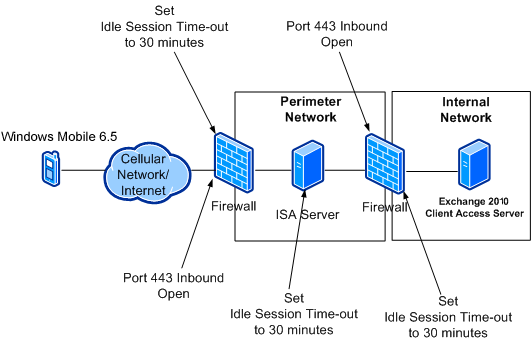 Set
Idle Session Time-out
to 30 minutes
Port 443 Inbound
Open
Perimeter
Network
Internal
Network
Windows Mobile 6.5
Cellular
Network/
Internet
Firewall
ISA Server
Firewall
Exchange 2010
Client Access Server
Port 443 Inbound
Open
Set
Idle Session Time-out
to 30 minutes
Set
Idle Session Time-out
to 30 minutes